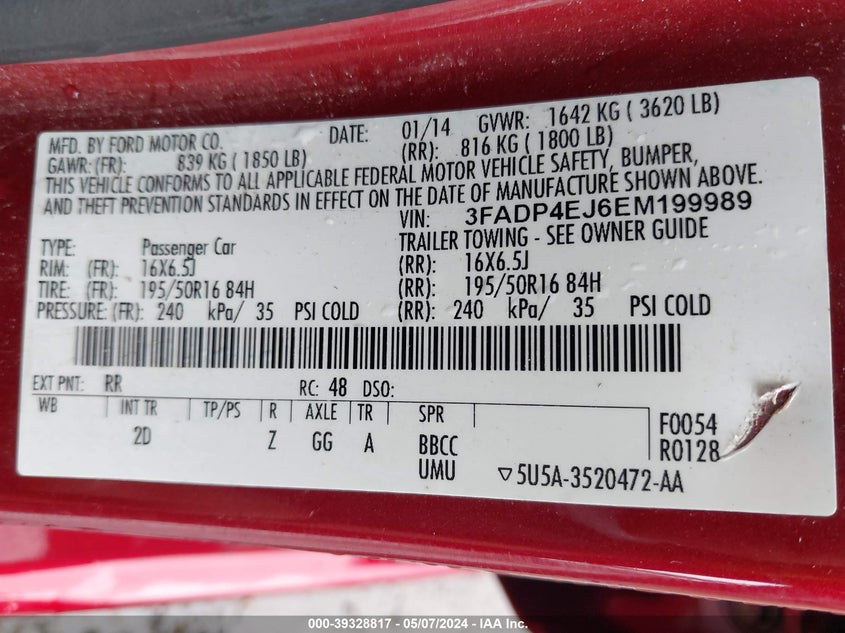 MFD. BY FORD MOTOR CO. DATE: 01/14 GVWR: 1642 KG ( 3620 LB)
GAWR: (FR): 839 KG ( 1850 LB) (RR): 816 KG ( 1800 LB)
THIS VEHICLE CONFORMS TO ALL APPLICABLE FEDERAL MOTOR VEHICLE SAFETY, BUMPER,
AND THEFT PREVENTION STANDARDS IN EFFECT ON THE DATE OF MANUFACTURE SHOWN ABOVE.
VIN: 3FADP4EJ6EM199989
TYPE: Passenger Car TRAILER TOWING - SEE OWNER GUIDE
RIM: (FR): 16X6.5J (RR): 16X6.5J
TIRE: (FR): 195/50R16 84H (RR): 195/50R16 84H
PRESSURE: (FR): 240 kPa/ 35 PSI COLD (RR): 240 kPa/ 35 PSI COLD
EXT PNT: RR RC: 48 DSO:
WB INT TR TP/PS R AXLE TR SPR F0054
2D Z GG A BBCC R0128
UMU ▽5U5A-3520472-AA
000-39328817 — 05/07/2024 — IAA Inc.